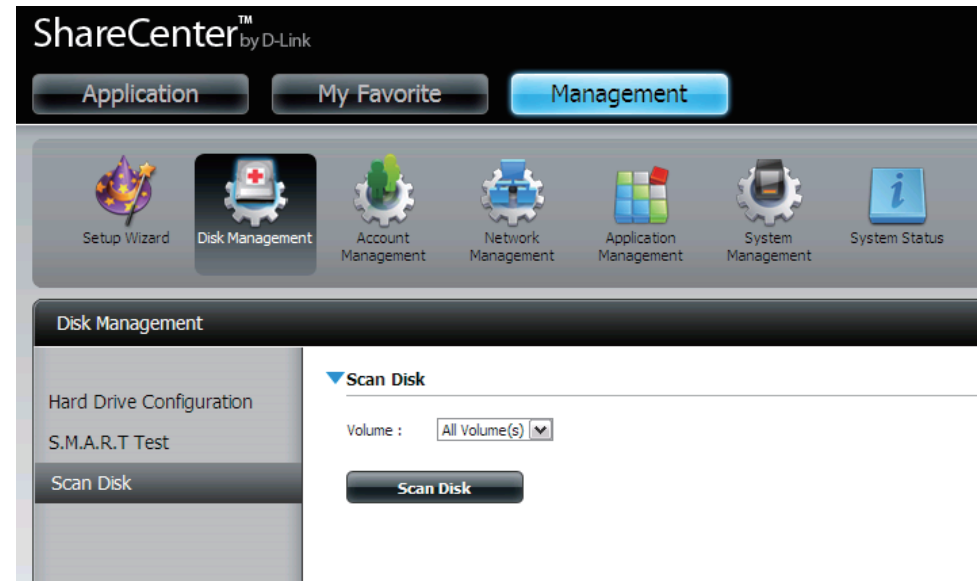 ShareCenter™ by D-Link
Application My Favorite Management
Setup Wizard
Disk Management
Account
Management
Network
Management
Application
Management
System
Management
System Status
Disk Management
Hard Drive Configuration
S.M.A.R.T Test
Scan Disk
Scan Disk
Volume : All Volume(s)
Scan Disk